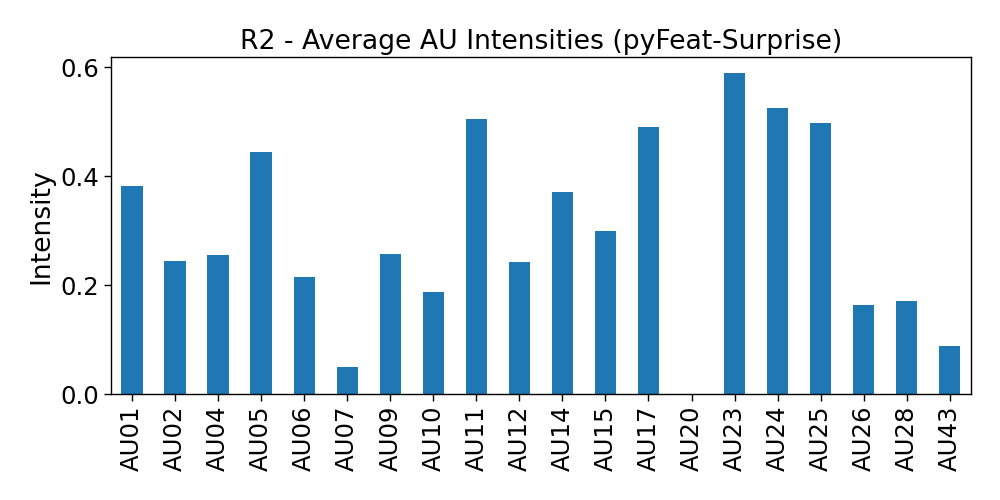 R2 - Average AU Intensities (pyFeat-Surprise)
Intensity
0.6
0.4
0.2
0.0
AU01
AU02
AU04
AU05
AU06
AU07
AU09
AU10
AU11
AU12
AU14
AU15
AU17
AU20
AU23
AU24
AU25
AU26
AU28
AU43